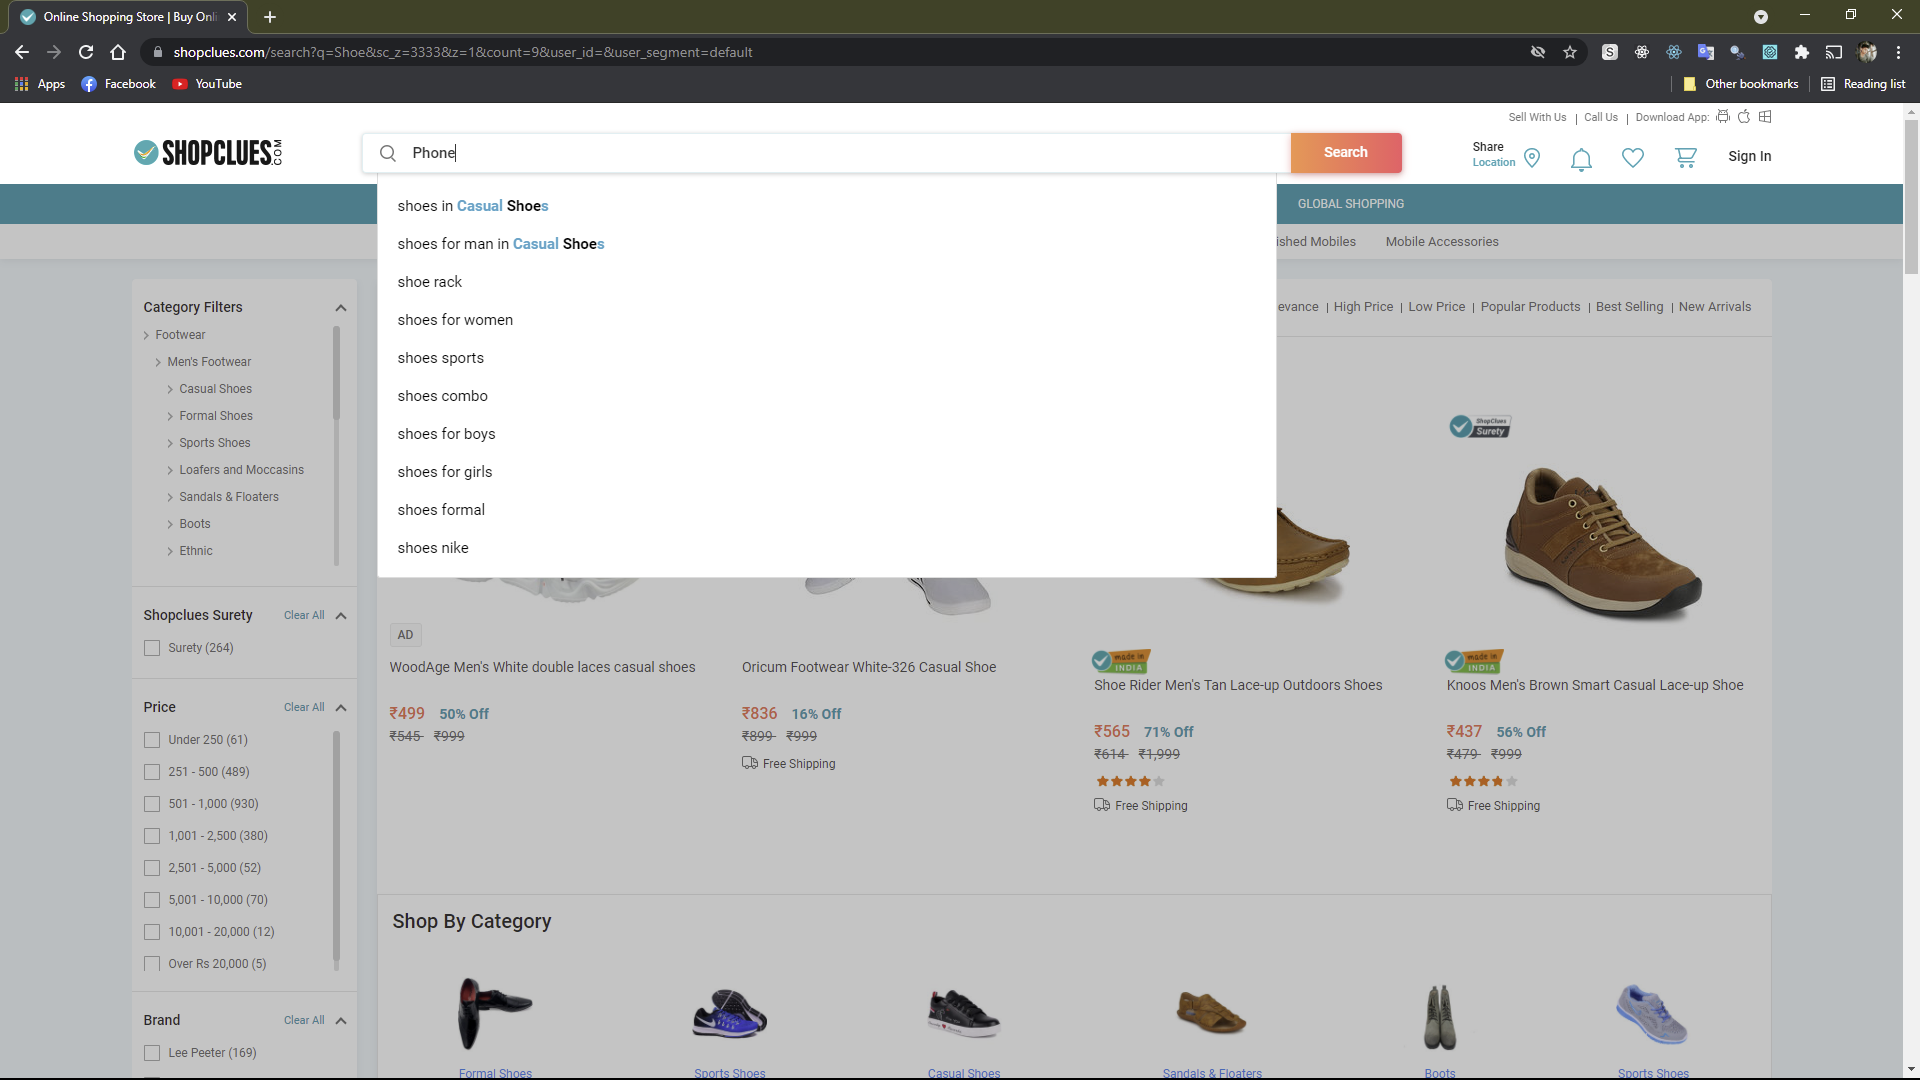 Online Shopping Store | Buy Onli
shopclues.com/search?q=Shoe&sc_z=3333&z=1&count=9&user_id=&user_segment=default
Apps
Facebook
YouTube
Other bookmarks
Reading list
Sell With Us | Call Us | Download App:
SHOPCLUES.COM
Phone
Search
Share
Location
Sign In
GLOBAL SHOPPING
ished Mobiles
Mobile Accessories
shoes in Casual Shoes
shoes for man in Casual Shoes
shoe rack
shoes for women
shoes sports
shoes combo
shoes for boys
shoes for girls
shoes formal
shoes nike
evance | High Price | Low Price | Popular Products | Best Selling | New Arrivals
Category Filters
Footwear
Men's Footwear
Casual Shoes
Formal Shoes
Sports Shoes
Loafers and Moccasins
Sandals & Floaters
Boots
Ethnic
Shopclues Surety Clear All
Surety (264)
Price Clear All
Under 250 (61)
251 - 500 (489)
501 - 1,000 (930)
1,001 - 2,500 (380)
2,501 - 5,000 (52)
5,001 - 10,000 (70)
10,001 - 20,000 (12)
Over Rs 20,000 (5)
Brand Clear All
Lee Peeter (169)
AD
WoodAge Men's White double laces casual shoes
₹499 50% Off
₹545 ₹999
Oricum Footwear White-326 Casual Shoe
₹836 16% Off
₹899 ₹999
Free Shipping
made in
INDIA
Shoe Rider Men's Tan Lace-up Outdoors Shoes
₹565 71% Off
₹614 ₹1,999
Free Shipping
ShopClues
Surety
made in
INDIA
Knoos Men's Brown Smart Casual Lace-up Shoe
₹437 56% Off
₹479 ₹999
Free Shipping
Shop By Category
Formal Shoes
Sports Shoes
Casual Shoes
Sandals & Floaters
Boots
Sports Shoes